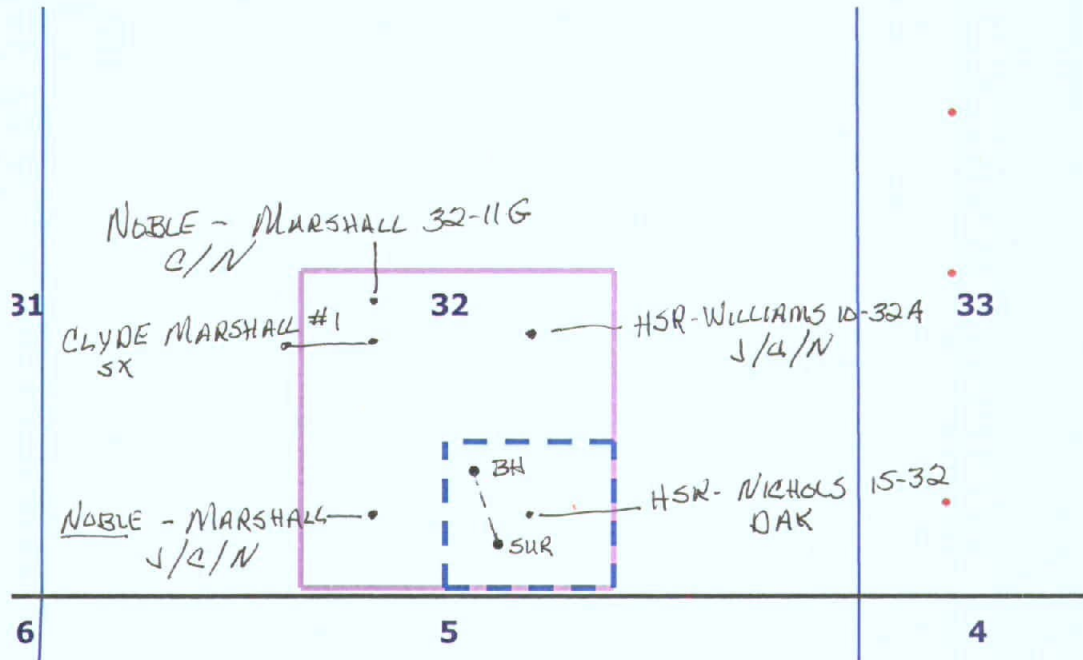 NOBLE - MARSHALL 32-11G
C/N
31
32
33
CLYDE MARSHALL #1
SX
HSR-WILLIAMS 10-32A
J/C/N
BH
HSR- NICHOLS 15-32
DAK
NOBLE - MARSHALL
J/C/N
SUR
6
5
4